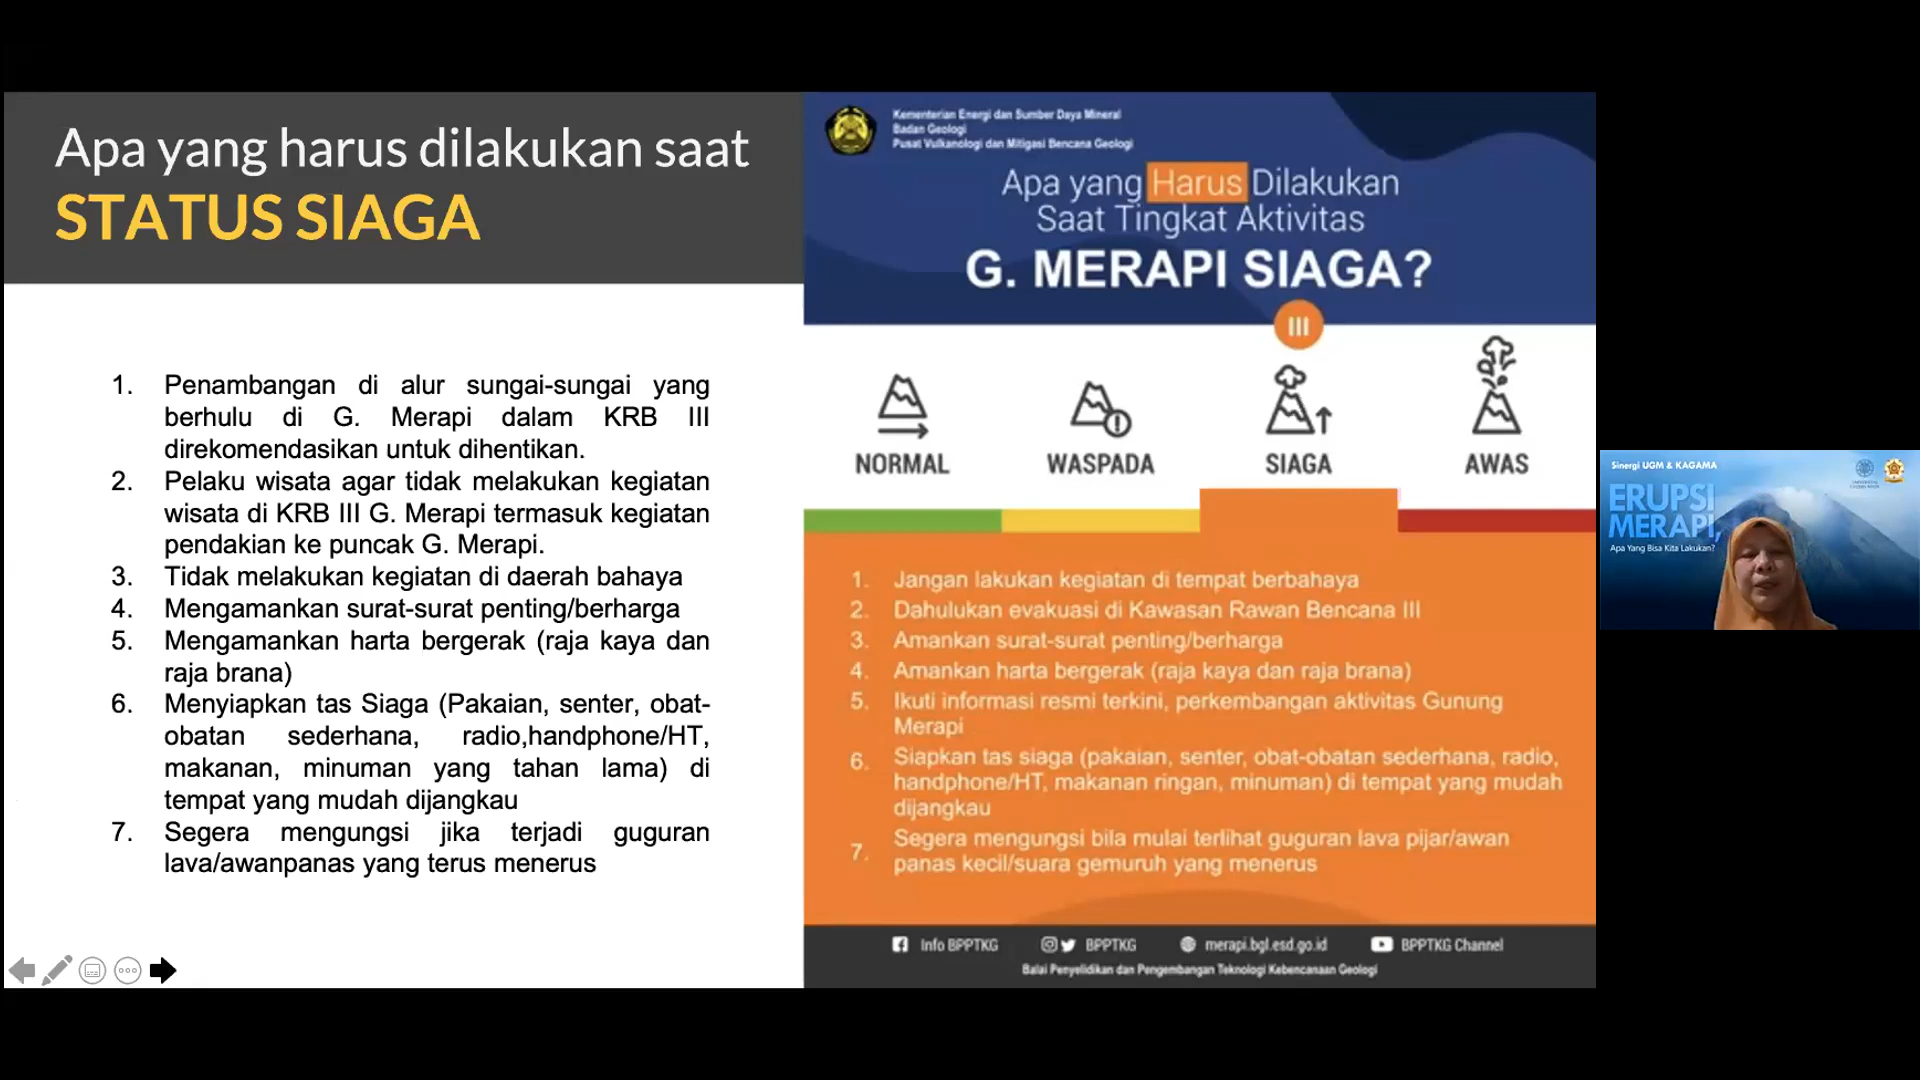 Apa yang harus dilakukan saat
STATUS SIAGA
1. Penambangan di alur sungai-sungai yang
berhulu di G. Merapi dalam KRB III
direkomendasikan untuk dihentikan.
2. Pelaku wisata agar tidak melakukan kegiatan
wisata di KRB III G. Merapi termasuk kegiatan
pendakian ke puncak G. Merapi.
3. Tidak melakukan kegiatan di daerah bahaya
4. Mengamankan surat-surat penting/berharga
5. Mengamankan harta bergerak (raja kaya dan
raja brana)
6. Menyiapkan tas Siaga (Pakaian, senter, obat-
obatan sederhana, radio,handphone/HT,
makanan, minuman yang tahan lama) di
tempat yang mudah dijangkau
7. Segera mengungsi jika terjadi guguran
lava/awanpanas yang terus menerus
Kementerian Energi dan Sumber Daya Mineral
Badan Geologi
Pusat Vulkanologi dan Mitigasi Bencana Geologi
Apa yang Harus Dilakukan
Saat Tingkat Aktivitas
G. MERAPI SIAGA?
III
NORMAL WASPADA SIAGA AWAS
1. Jangan lakukan kegiatan di tempat berbahaya
2. Dahulukan evakuasi di Kawasan Rawan Bencana III
3. Amankan surat-surat penting/berharga
4. Amankan harta bergerak (raja kaya dan raja brana)
5. Ikuti informasi resmi terkini, perkembangan aktivitas Gunung
Merapi
6. Siapkan tas siaga (pakaian, senter, obat-obatan sederhana, radio,
handphone/HT, makanan ringan, minuman) di tempat yang mudah
dijangkau
7. Segera mengungsi bila mulai terlihat guguran lava pijar/awan
panas kecil/suara gemuruh yang menerus
Info BPPTKG BPPTKG merapi.bgl.esd.go.id BPPTKG Channel
Balai Penyelidikan dan Pengembangan Teknologi Kebencanaan Geologi
Sinergi UGM & KAGAMA
ERUPSI
MERAPI,
Apa Yang Bisa Kita Lakukan?